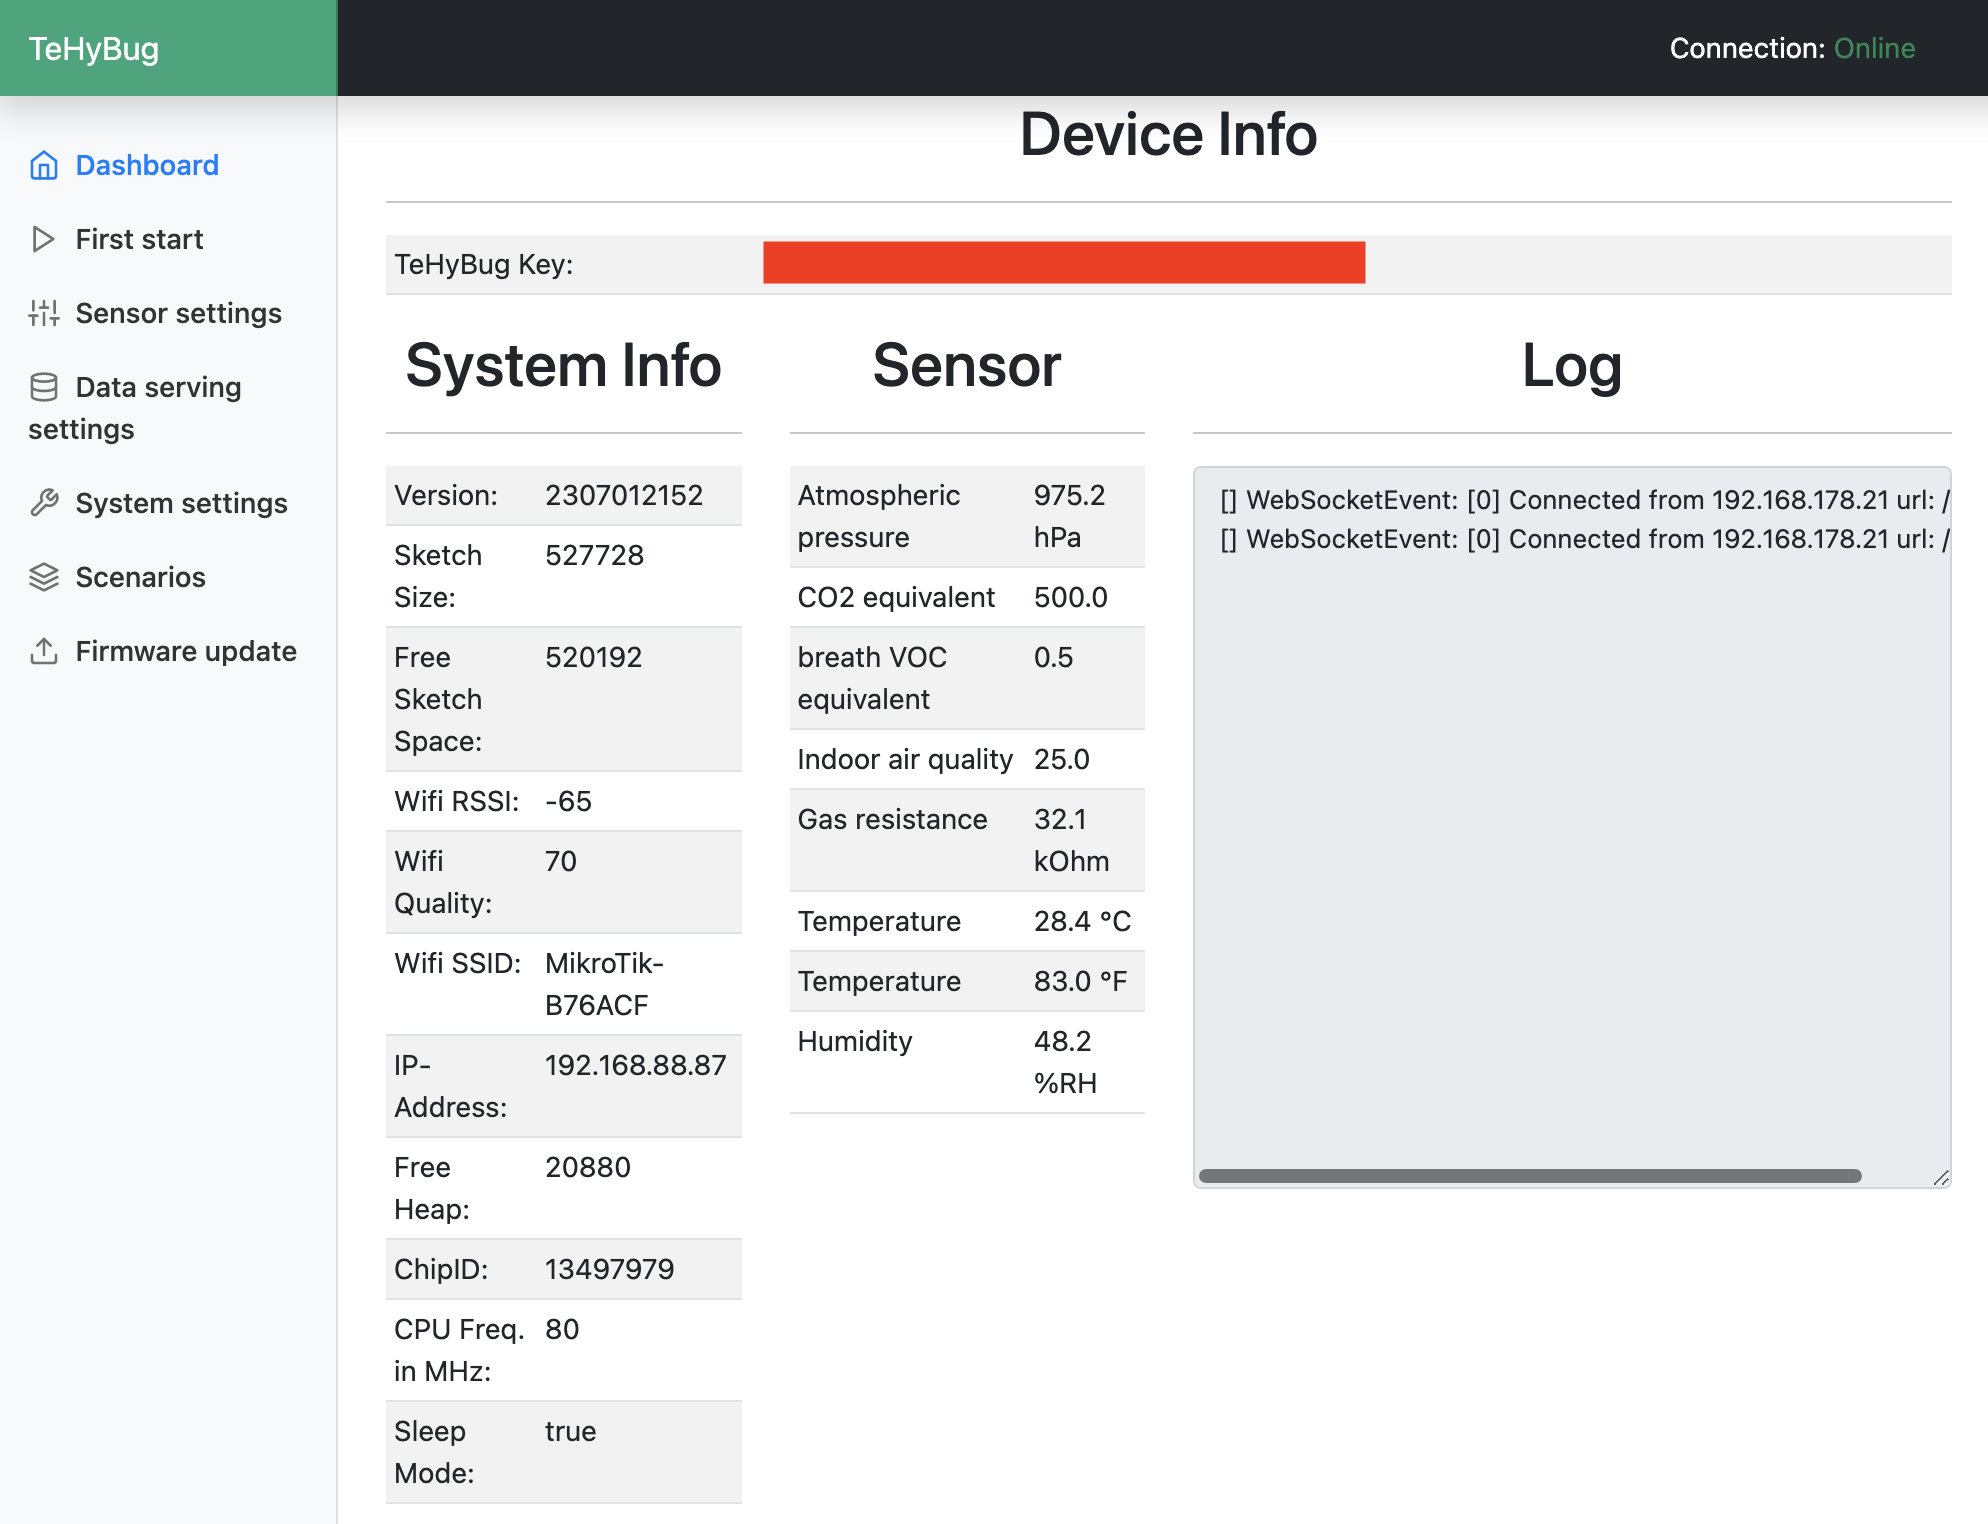 TeHyBug
Connection: Online
Dashboard
First start
Sensor settings
Data serving
settings
System settings
Scenarios
Firmware update
Device Info
TeHyBug Key:
System Info
Version: 2307012152
Sketch 527728
Size:
Free 520192
Sketch
Space:
Wifi RSSI: -65
Wifi 70
Quality:
Wifi SSID: MikroTik-
B76ACF
IP- 192.168.88.87
Address:
Free 20880
Heap:
ChipID: 13497979
CPU Freq. 80
in MHz:
Sleep true
Mode:
Sensor
Atmospheric 975.2
pressure hPa
CO2 equivalent 500.0
breath VOC 0.5
equivalent
Indoor air quality 25.0
Gas resistance 32.1
kOhm
Temperature 28.4 °C
Temperature 83.0 °F
Humidity 48.2
%RH
Log
[] WebSocketEvent: [0] Connected from 192.168.178.21 url: /
[] WebSocketEvent: [0] Connected from 192.168.178.21 url: /